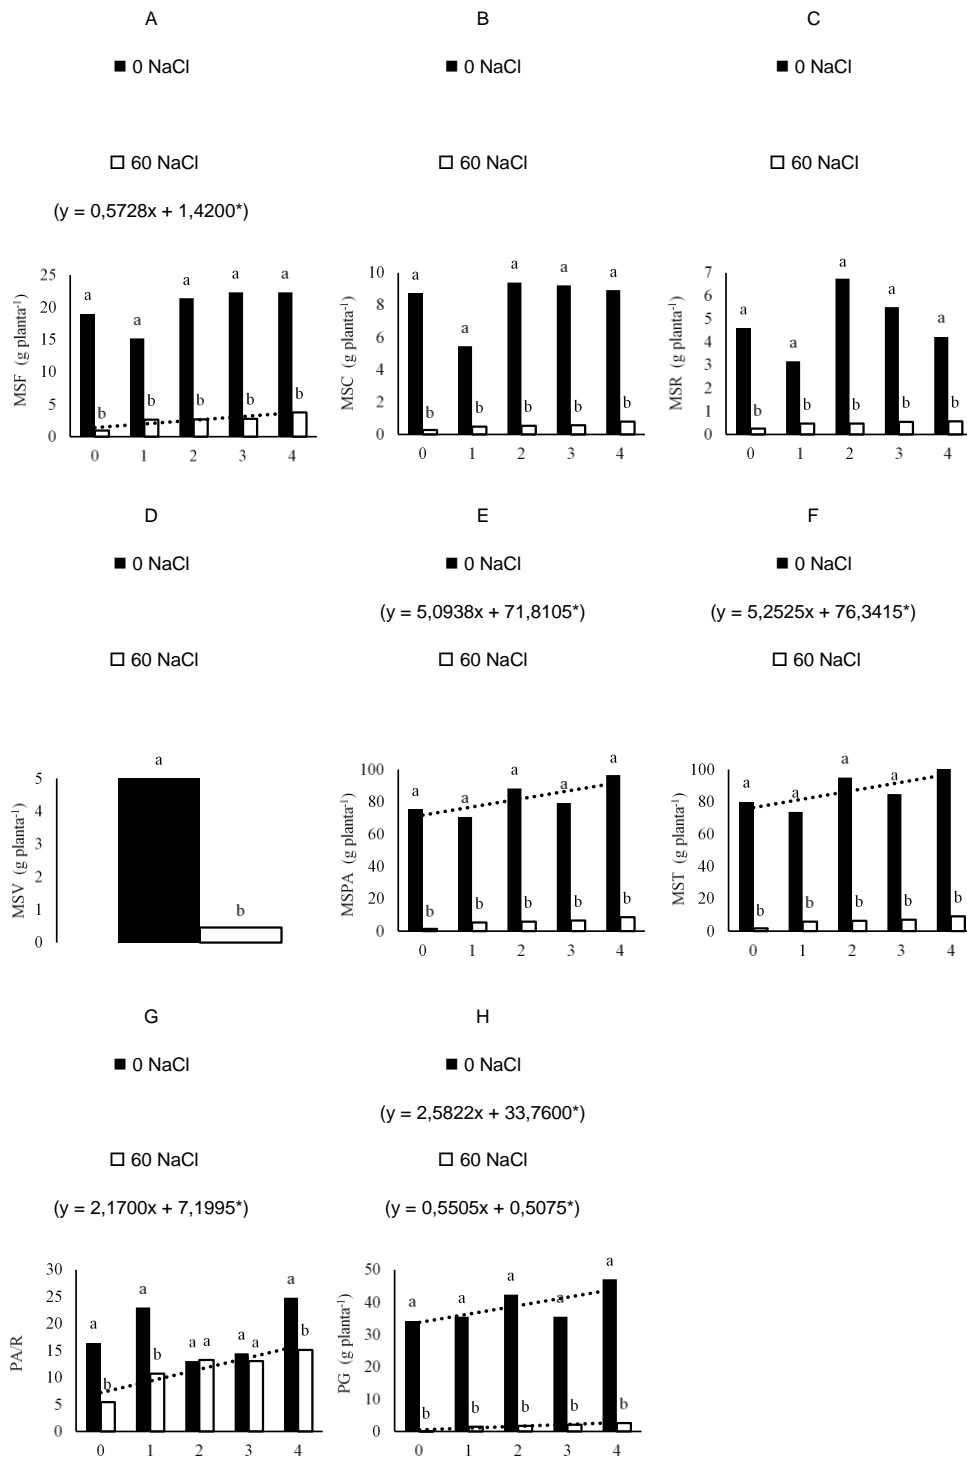 A B C
■ 0 NaCl ■ 0 NaCl ■ 0 NaCl
□ 60 NaCl □ 60 NaCl □ 60 NaCl
(y = 0,5728x + 1,4200*)
MSF (g planta⁻¹)
25
20
15
10
5
0
a a a a a
b b b b b
0 1 2 3 4
MSC (g planta⁻¹)
10
8
6
4
2
0
a a a a a
b b b b b
0 1 2 3 4
MSR (g planta⁻¹)
7
6
5
4
3
2
1
0
a a a a a
b b b b b
0 1 2 3 4
D E F
■ 0 NaCl ■ 0 NaCl ■ 0 NaCl
(y = 5,0938x + 71,8105*) (y = 5,2525x + 76,3415*)
□ 60 NaCl □ 60 NaCl □ 60 NaCl
MSV (g planta⁻¹)
5
4
3
2
1
0
a
b
MSPA (g planta⁻¹)
100
80
60
40
20
0
a a a a a
b b b b b
0 1 2 3 4
MST (g planta⁻¹)
100
80
60
40
20
0
a a a a
b b b b b
0 1 2 3 4
G H
■ 0 NaCl ■ 0 NaCl
(y = 2,5822x + 33,7600*)
□ 60 NaCl □ 60 NaCl
(y = 2,1700x + 7,1995*) (y = 0,5505x + 0,5075*)
PA/R
30
25
20
15
10
5
0
a a a a a
b b a a b
0 1 2 3 4
PG (g planta⁻¹)
50
40
30
20
10
0
a a a a a
b b b b b
0 1 2 3 4